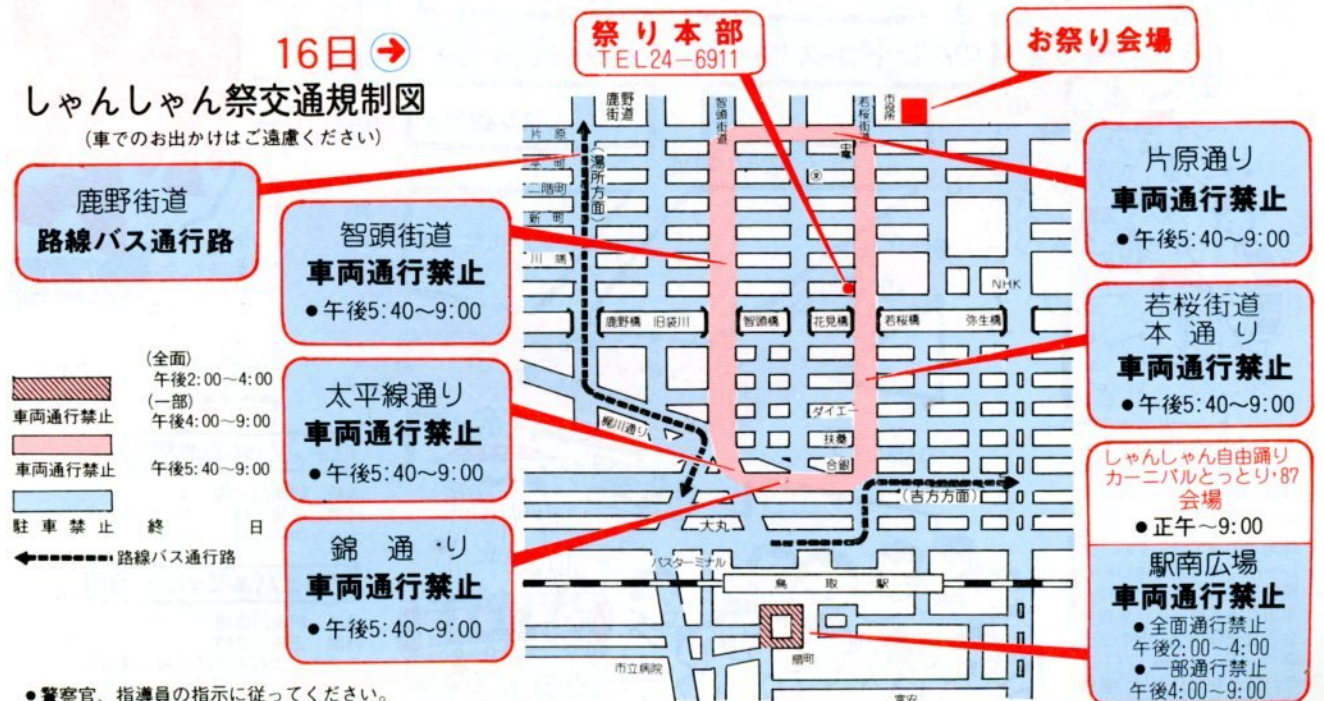 16日
しゃんしゃん祭交通規制図
(車でのお出かけはご遠慮ください)
祭り本部
TEL24-6911
お祭り会場
鹿野街道
路線バス通行路
智頭街道
車両通行禁止
●午後5:40~9:00
太平線通り
車両通行禁止
●午後5:40~9:00
錦通り
車両通行禁止
●午後5:40~9:00
片原通り
車両通行禁止
●午後5:40~9:00
若桜街道
本通り
車両通行禁止
●午後5:40~9:00
しゃんしゃん自由踊り
カーニバルとっとり'87
会場
●正午~9:00
駅南広場
車両通行禁止
●全面通行禁止
午後2:00~4:00
●一部通行禁止
午後4:00~9:00
(全面)
午後2:00~4:00
(一部)
車両通行禁止 午後4:00~9:00
車両通行禁止 午後5:40~9:00
駐車禁止 終日
路線バス通行路
●警察官、指導員の指示に従ってください。
鹿野街道
智頭街道
若桜街道
市役所
片原
二階町
新町
川端
(湯所方面)
中電
NHK
鹿野橋 旧袋川 智頭橋 花見橋 若桜橋 弥生橋
ダイエー
扶桑
合銀
梶川通り
(吉方方面)
大丸
バスターミナル
鳥取駅
市立病院
扇町
富安